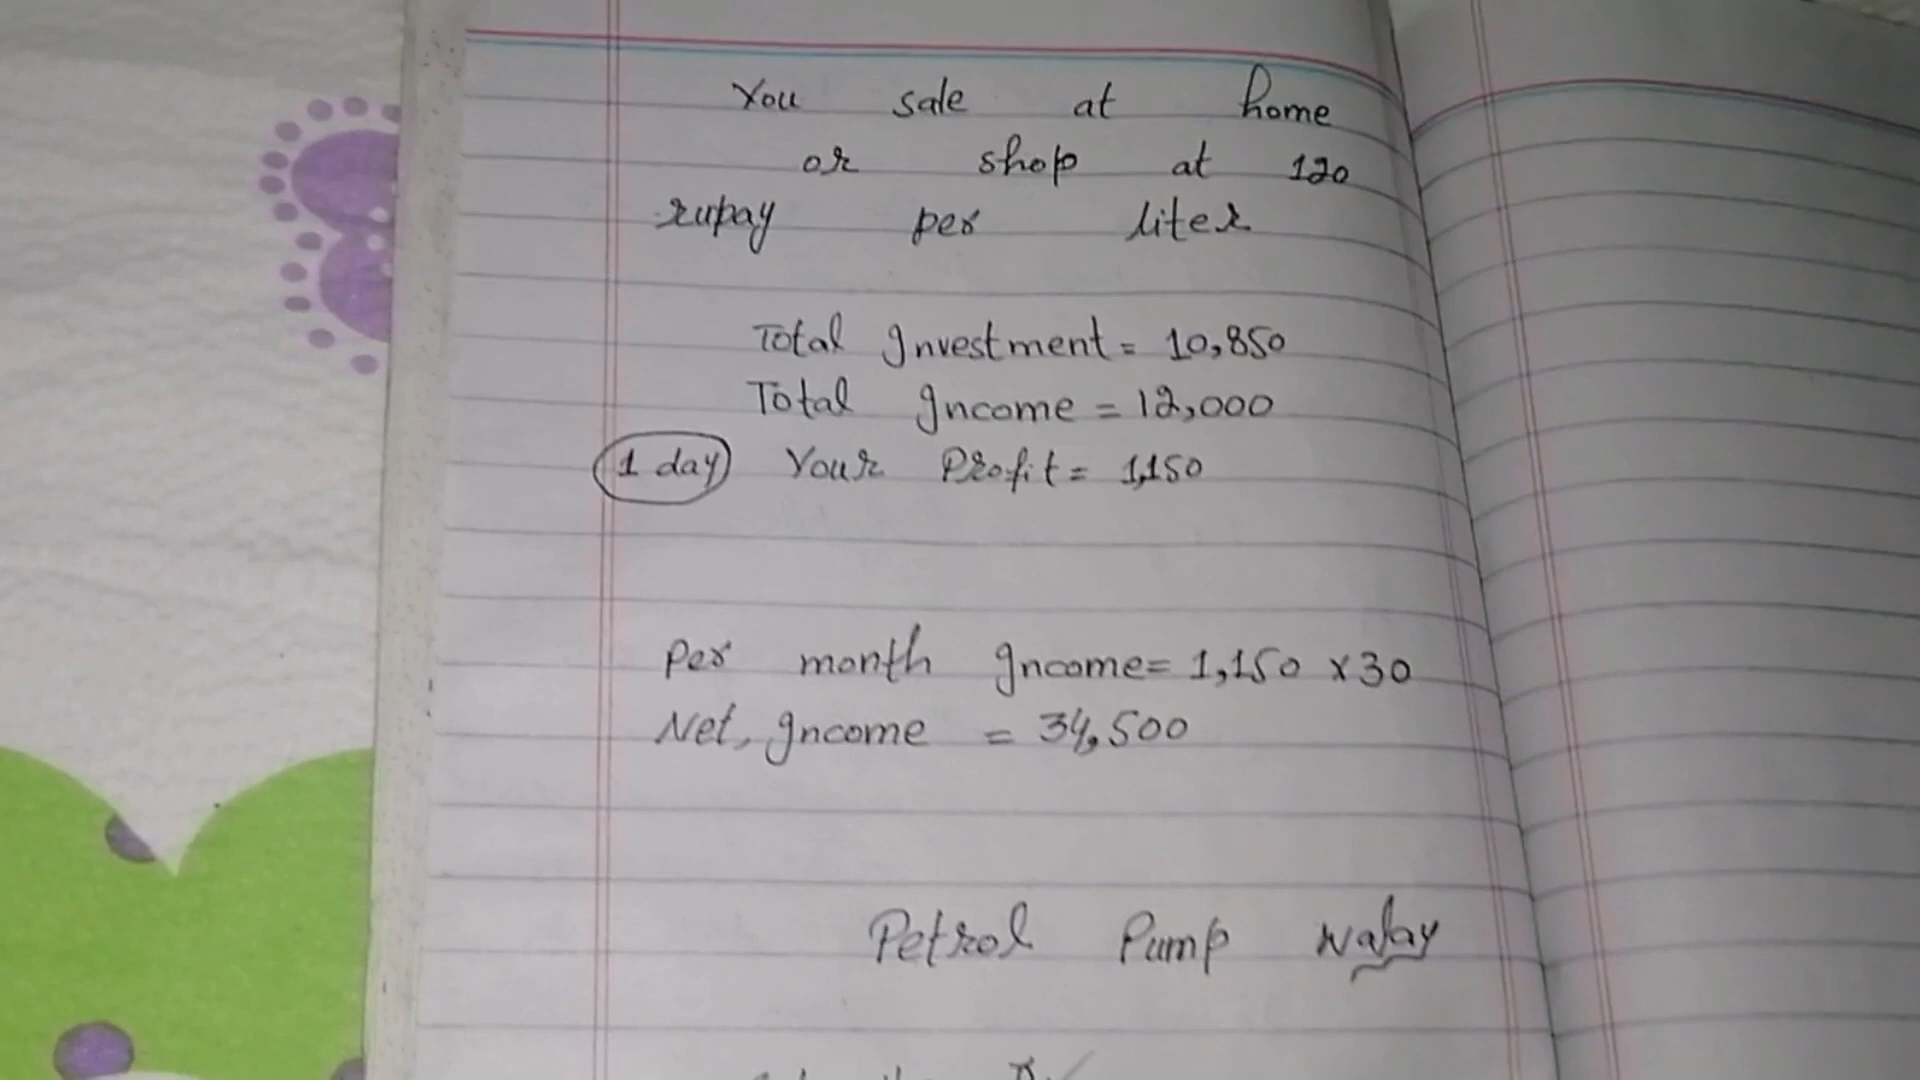 You sale at home
or shop at 120
rupay per liter
Total Investment = 10,850
Total Income = 12,000
1 day Your Profit = 1,150
per month Income = 1,150 x 30
Net, Income = 34,500
Petrol Pump walay